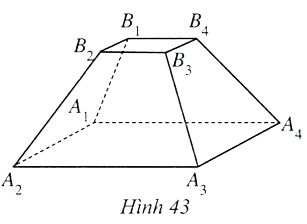 B₁ B₄
B₂ B₃
A₁ A₄
A₂ A₃
Hình 43